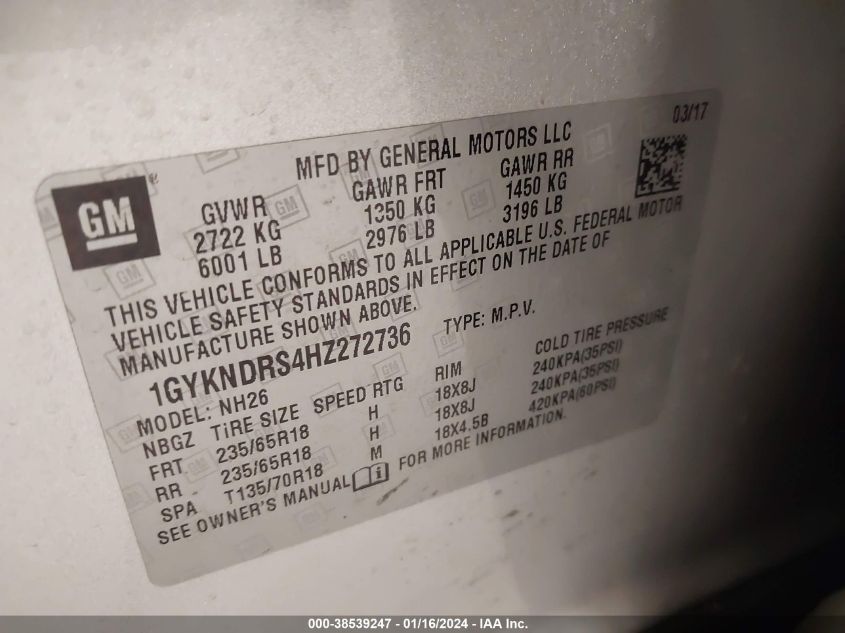 03/17
MFD BY GENERAL MOTORS LLC
GM
®
GVWR GAWR FRT GAWR RR
2722 KG 1350 KG 1450 KG
6001 LB 2976 LB 3196 LB
THIS VEHICLE CONFORMS TO ALL APPLICABLE U.S. FEDERAL MOTOR
VEHICLE SAFETY STANDARDS IN EFFECT ON THE DATE OF
MANUFACTURE SHOWN ABOVE.
1GYKNDRS4HZ272736 TYPE: M.P.V.
MODEL: NH26
NBGZ TIRE SIZE SPEED RTG RIM COLD TIRE PRESSURE
FRT 235/65R18 H 18X8J 240KPA(35PSI)
RR 235/65R18 H 18X8J 240KPA(35PSI)
SPA T135/70R18 M 18X4.5B 420KPA(60PSI)
SEE OWNER'S MANUAL FOR MORE INFORMATION.
000-38539247 - 01/16/2024 - IAA Inc.